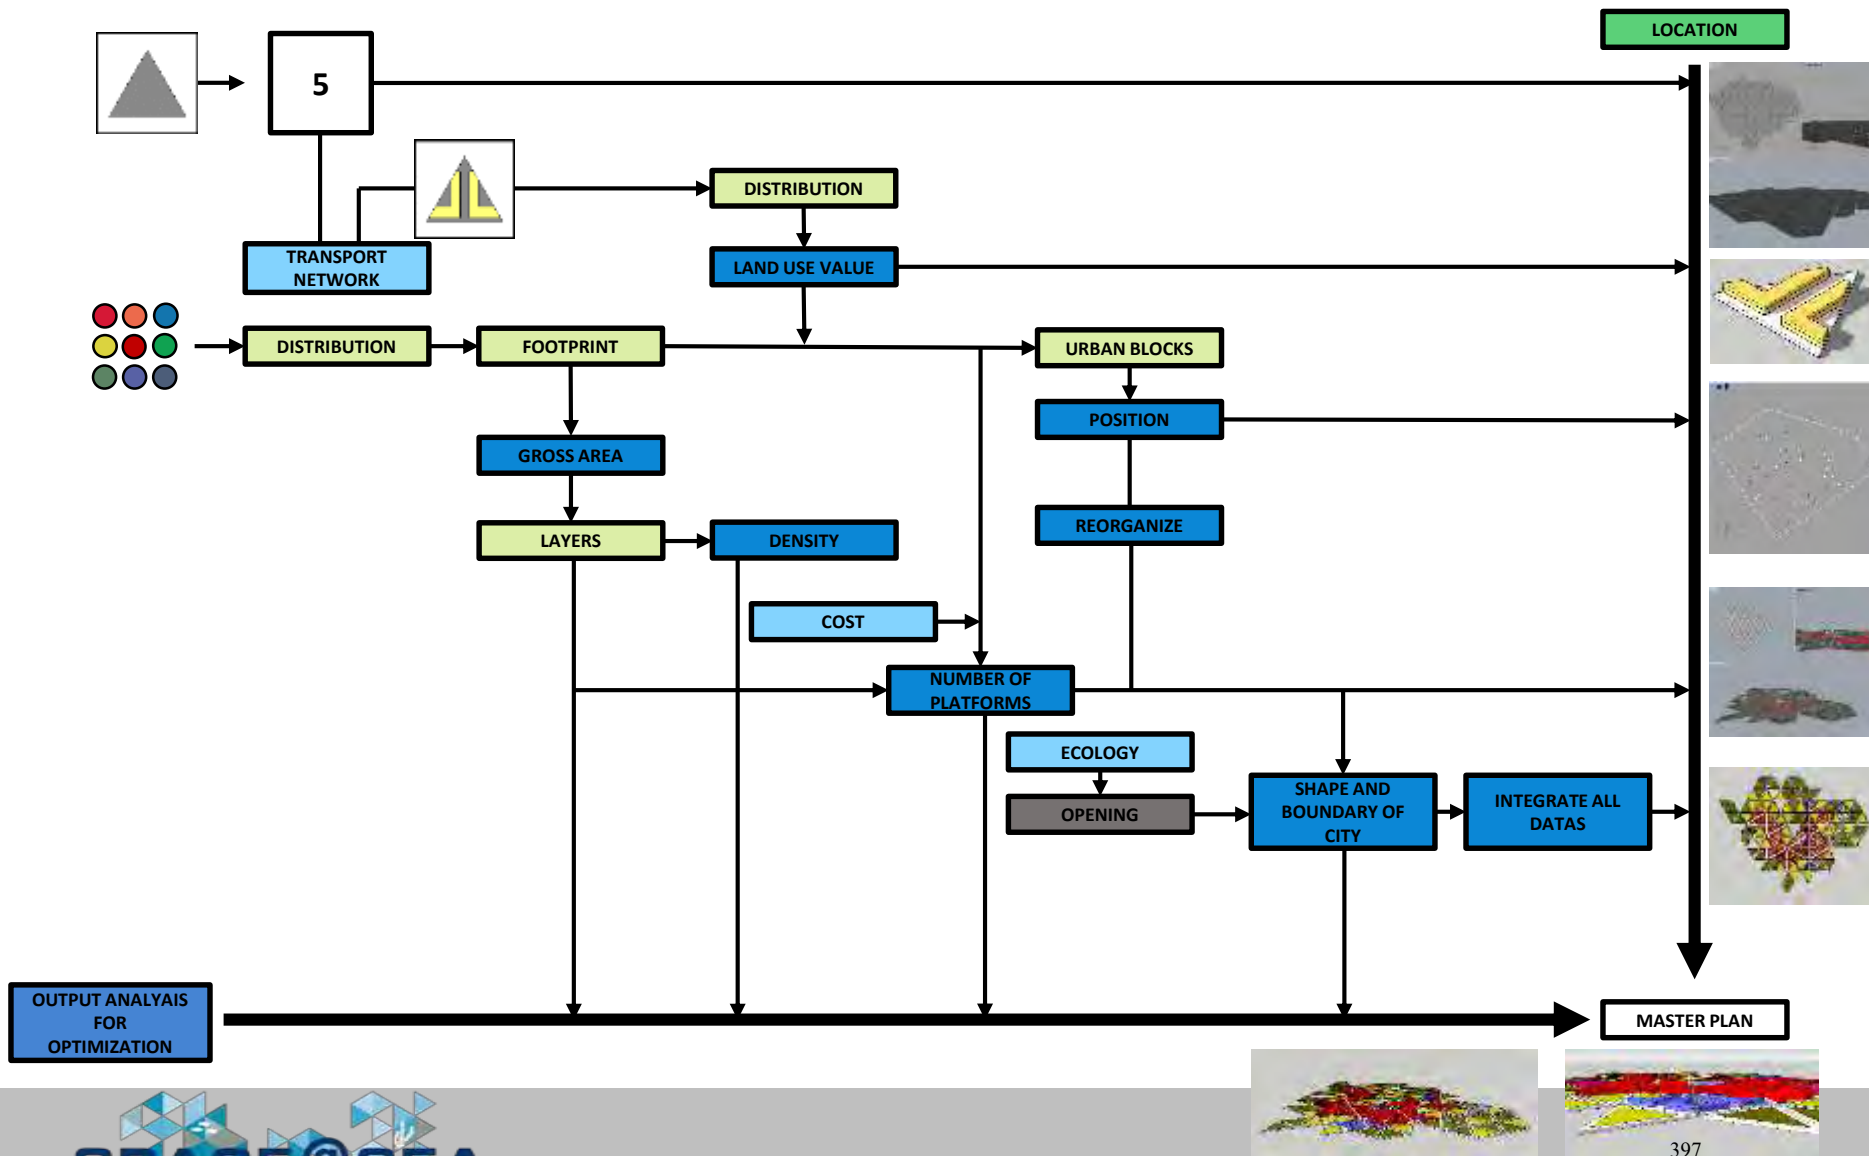 LOCATION
5
DISTRIBUTION
TRANSPORT
NETWORK
LAND USE VALUE
DISTRIBUTION
FOOTPRINT
URBAN BLOCKS
POSITION
GROSS AREA
REORGANIZE
LAYERS
DENSITY
COST
NUMBER OF
PLATFORMS
ECOLOGY
OPENING
SHAPE AND
BOUNDARY OF
CITY
INTEGRATE ALL
DATAS
OUTPUT ANALYAIS
FOR
OPTIMIZATION
MASTER PLAN
SPACE@SEA
397